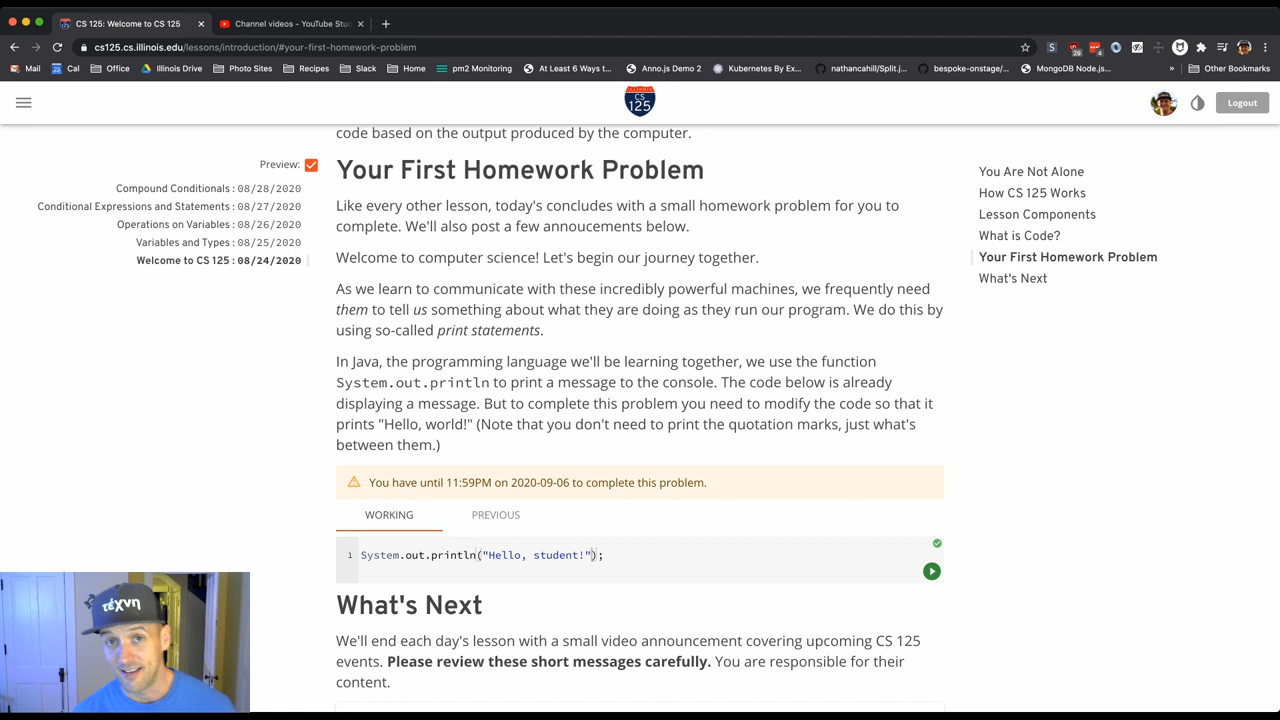 CS 125: Welcome to CS 125
Channel videos - YouTube Stud
cs125.cs.illinois.edu/lessons/introduction/#your-first-homework-problem
Mail Cal Office Illinois Drive Photo Sites Recipes Slack Home pm2 Monitoring At Least 6 Ways t... Anno.js Demo 2 Kubernetes By Ex... nathancahill/Split.j... bespoke-onstage/... MongoDB Node.js... » Other Bookmarks
ILLINOIS
CS
125
Logout
code based on the output produced by the computer.
Preview:
Compound Conditionals : 08/28/2020
Conditional Expressions and Statements : 08/27/2020
Operations on Variables : 08/26/2020
Variables and Types : 08/25/2020
Welcome to CS 125 : 08/24/2020
Your First Homework Problem
Like every other lesson, today's concludes with a small homework problem for you to
complete. We'll also post a few annoucements below.
Welcome to computer science! Let's begin our journey together.
As we learn to communicate with these incredibly powerful machines, we frequently need
them to tell us something about what they are doing as they run our program. We do this by
using so-called print statements.
In Java, the programming language we'll be learning together, we use the function
System.out.println to print a message to the console. The code below is already
displaying a message. But to complete this problem you need to modify the code so that it
prints "Hello, world!" (Note that you don't need to print the quotation marks, just what's
between them.)
You have until 11:59PM on 2020-09-06 to complete this problem.
WORKING PREVIOUS
1 System.out.println("Hello, student!");
What's Next
We'll end each day's lesson with a small video announcement covering upcoming CS 125
events. Please review these short messages carefully. You are responsible for their
content.
You Are Not Alone
How CS 125 Works
Lesson Components
What is Code?
Your First Homework Problem
What's Next
τέχνη